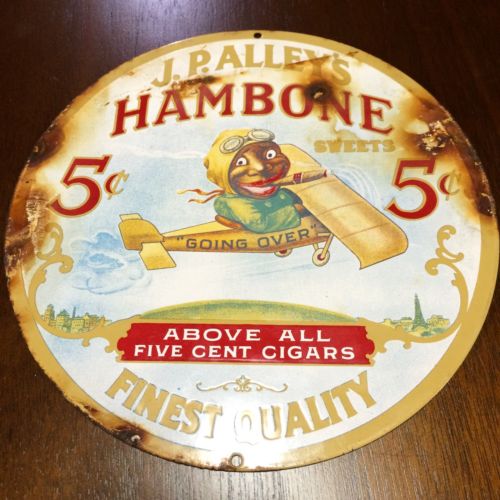 J.P. ALLEY'S
HAMBONE
SWEETS
5¢ 5¢
"GOING OVER"
ABOVE ALL
FIVE CENT CIGARS
FINEST QUALITY